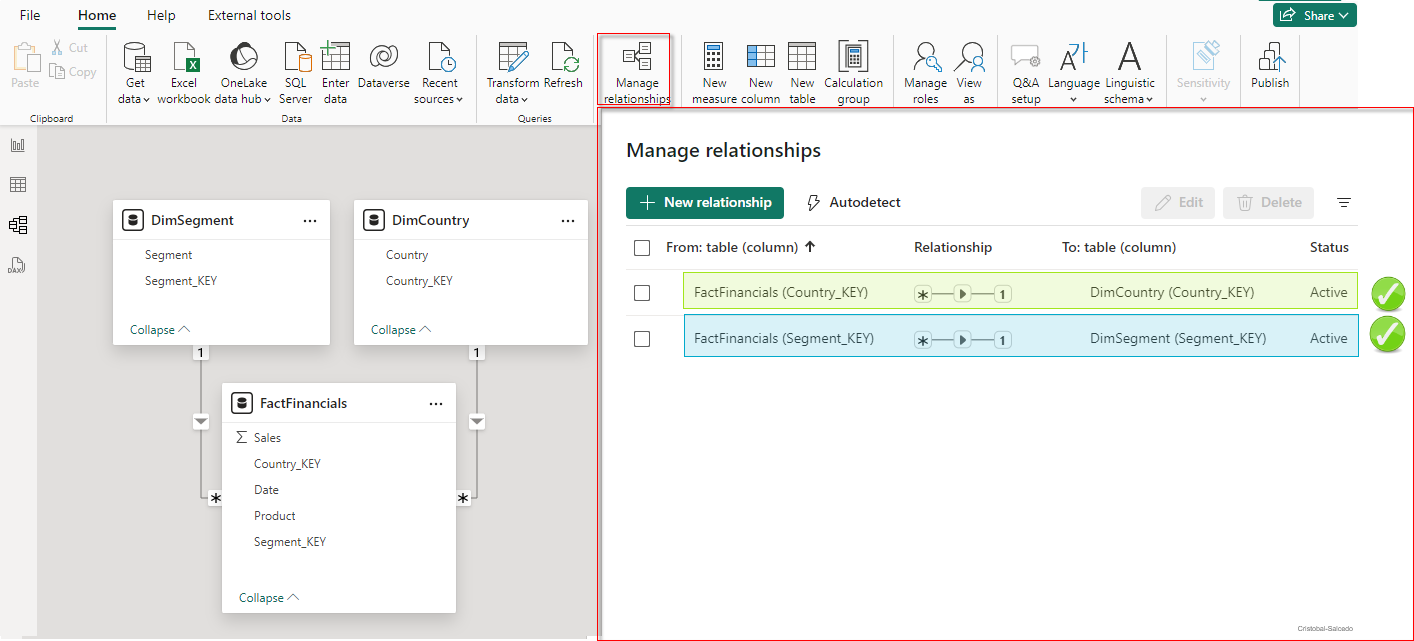 File Home Help External tools
Share
Paste
Cut
Copy
Clipboard
Get data
Excel workbook
OneLake data hub
SQL Server
Enter data
Dataverse
Recent sources
Data
Transform data
Refresh
Queries
Manage relationships
New measure
New column
New table
Calculation group
Manage roles
View as
Q&A setup
Language
Linguistic schema
Sensitivity
Publish
DAX
DimSegment ...
Segment
Segment_KEY
Collapse
1
DimCountry ...
Country
Country_KEY
Collapse
1
FactFinancials ...
Σ Sales
Country_KEY
Date
Product
Segment_KEY
Collapse
*
*
Manage relationships
+ New relationship
Autodetect
Edit
Delete
From: table (column) ↑ Relationship To: table (column) Status
FactFinancials (Country_KEY) * 1 DimCountry (Country_KEY) Active
FactFinancials (Segment_KEY) * 1 DimSegment (Segment_KEY) Active
Cristobal-Salcedo